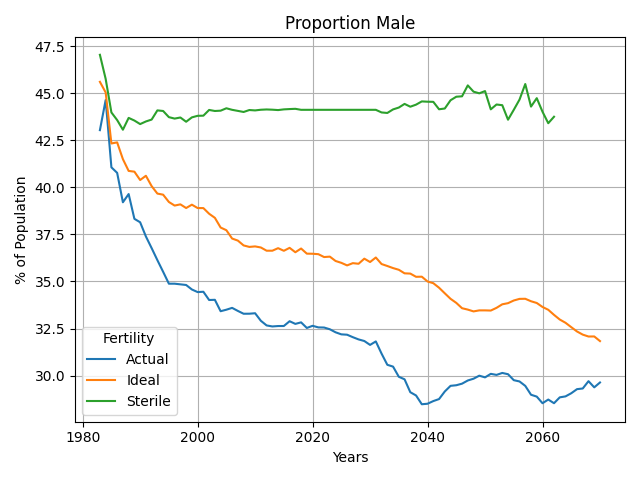 Proportion Male
% of Population
47.5
45.0
42.5
40.0
37.5
35.0
32.5
30.0
Fertility
Actual
Ideal
Sterile
1980
2000
2020
2040
2060
Years